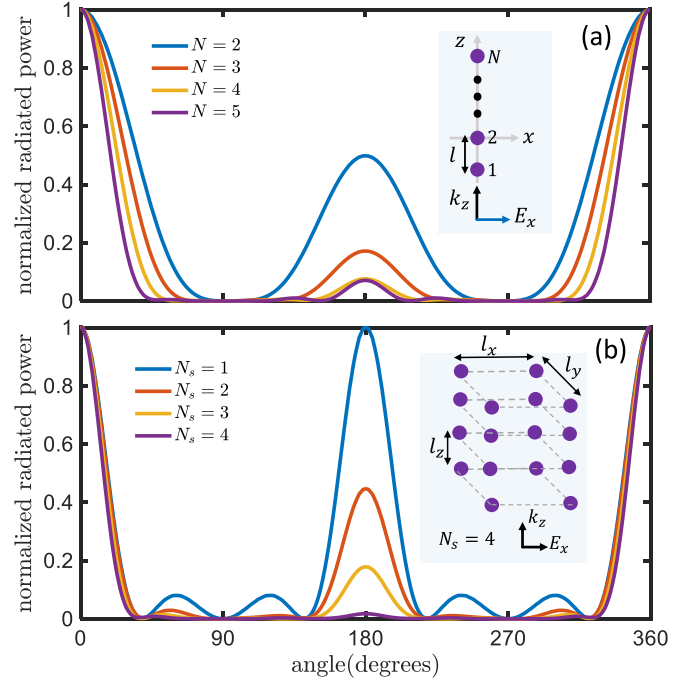 1
0.8
0.6
0.4
0.2
0
normalized radiated power
N = 2
N = 3
N = 4
N = 5
(a)
z
N
x
2
l
1
k_z
E_x
1
0.8
0.6
0.4
0.2
0
normalized radiated power
N_s = 1
N_s = 2
N_s = 3
N_s = 4
(b)
l_x
l_y
l_z
k_z
N_s = 4
E_x
0
90
180
270
360
angle(degrees)